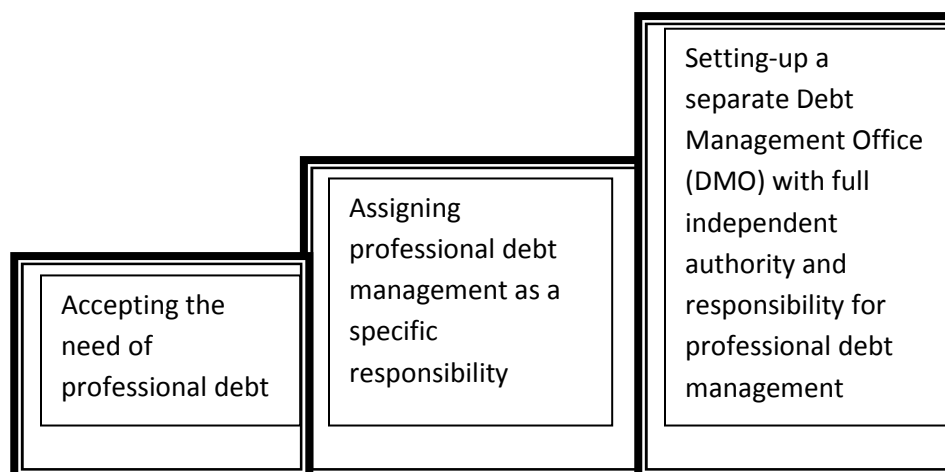 Accepting the
need of
professional debt
Assigning
professional debt
management as a
specific
responsibility
Setting-up a
separate Debt
Management Office
(DMO) with full
independent
authority and
responsibility for
professional debt
management